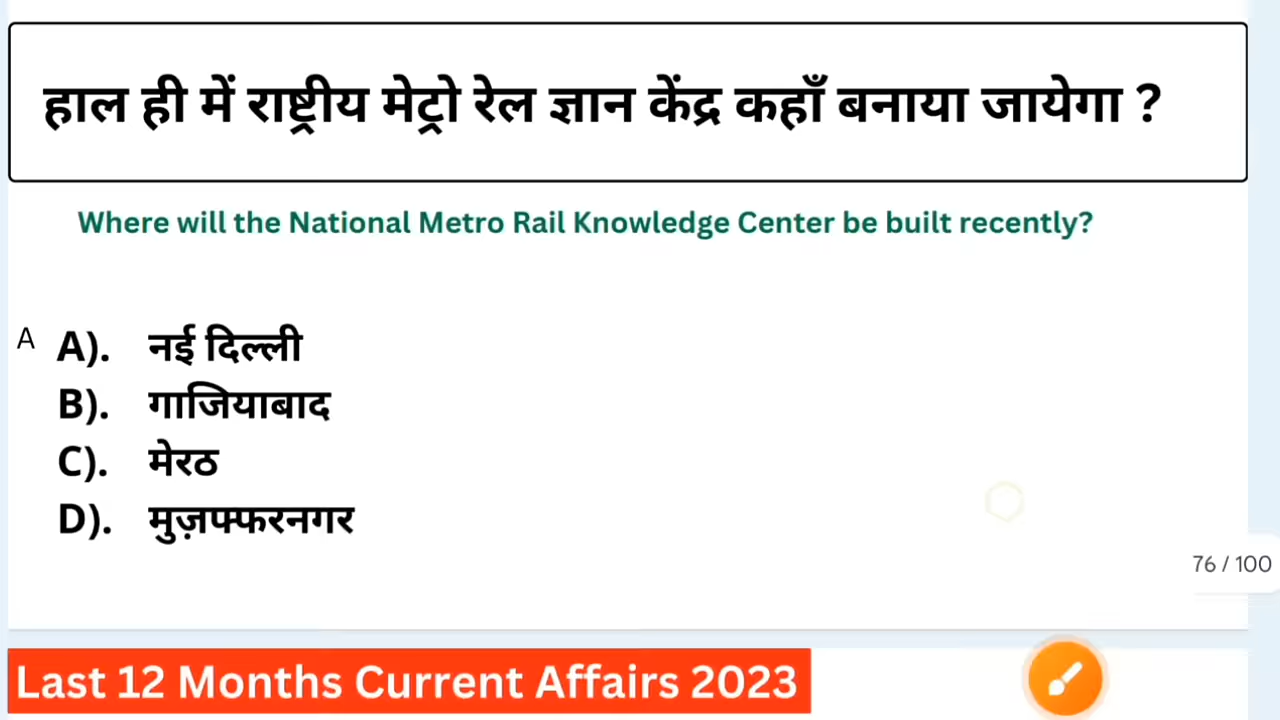 हाल ही में राष्ट्रीय मेट्रो रेल ज्ञान केंद्र कहाँ बनाया जायेगा ?
Where will the National Metro Rail Knowledge Center be built recently?
A A). नई दिल्ली
B). गाजियाबाद
C). मेरठ
D). मुज़फ्फरनगर
76 / 100
Last 12 Months Current Affairs 2023